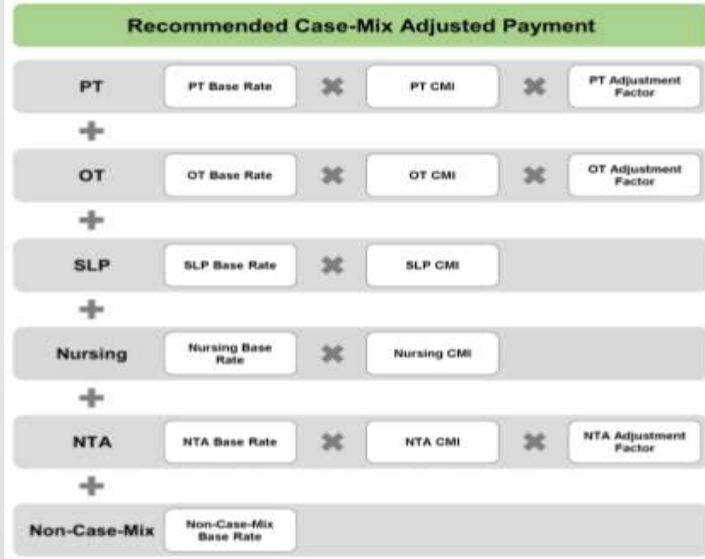 Recommended Case-Mix Adjusted Payment
PT PT Base Rate PT CMI PT Adjustment
Factor
OT OT Base Rate OT CMI OT Adjustment
Factor
SLP SLP Base Rate SLP CMI
Nursing Nursing Base
Rate Nursing CMI
NTA NTA Base Rate NTA CMI NTA Adjustment
Factor
Non-Case-Mix Non-Case-Mix
Base Rate